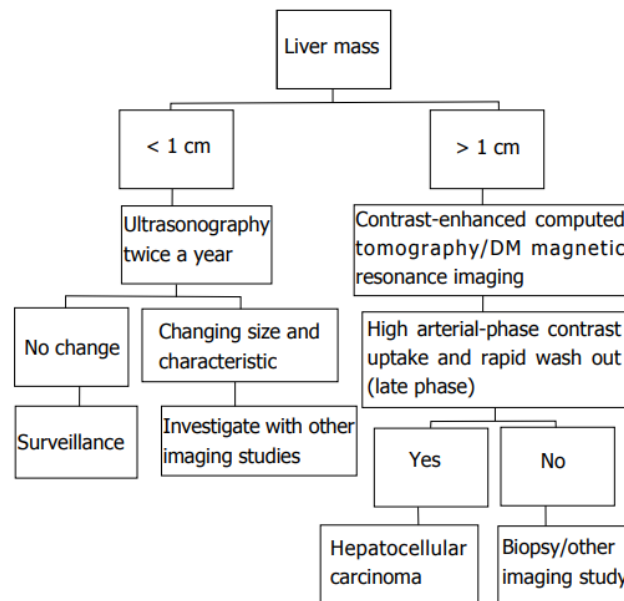 Liver mass
< 1 cm
> 1 cm
Ultrasonography
twice a year
Contrast-enhanced computed
tomography/DM magnetic
resonance imaging
No change
Changing size and
characteristic
High arterial-phase contrast
uptake and rapid wash out
(late phase)
Surveillance
Investigate with other
imaging studies
Yes
No
Hepatocellular
carcinoma
Biopsy/other
imaging study